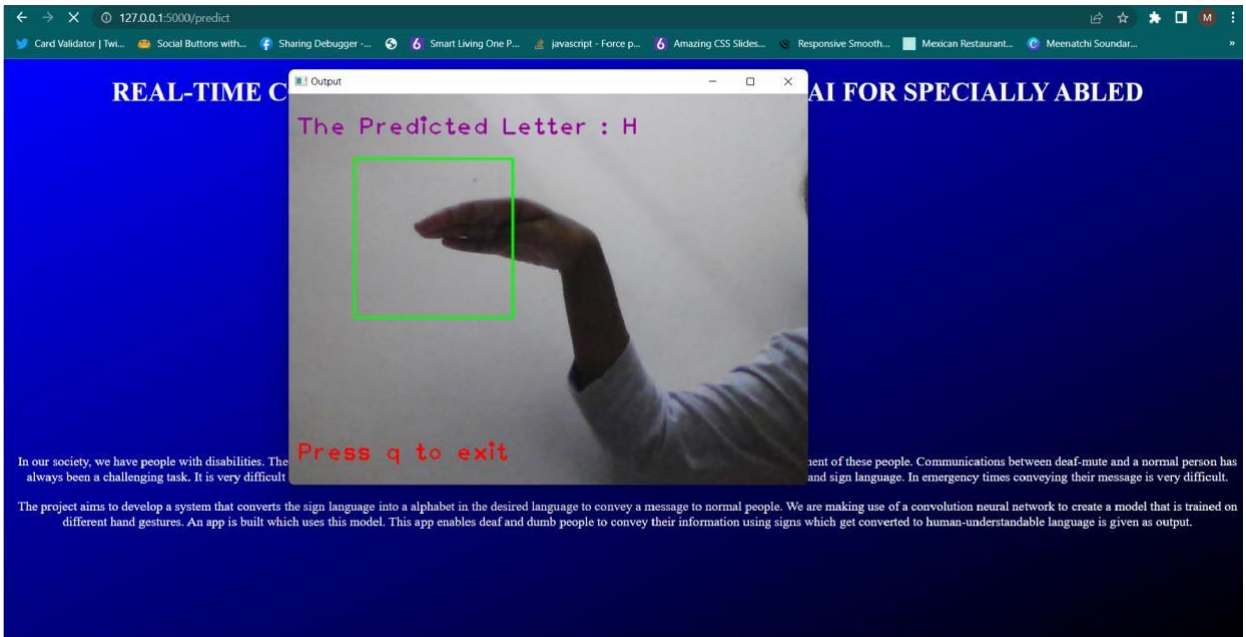 127.0.0.1:5000/predict
M
Card Validator | Twi...
Social Buttons with...
Sharing Debugger -...
Smart Living One P...
javascript - Force p...
Amazing CSS Slides...
Responsive Smooth...
Mexican Restaurant...
Meenatchi Soundar...
»
Output
REAL-TIME C
AI FOR SPECIALLY ABLED
The Predicted Letter : H
Press q to exit
In our society, we have people with disabilities. The
of these people. Communications between deaf-mute and a normal person has
always been a challenging task. It is very difficult
and sign language. In emergency times conveying their message is very difficult.
The project aims to develop a system that converts the sign language into a alphabet in the desired language to convey a message to normal people. We are making use of a convolution neural network to create a model that is trained on
different hand gestures. An app is built which uses this model. This app enables deaf and dumb people to convey their information using signs which get converted to human-understandable language is given as output.